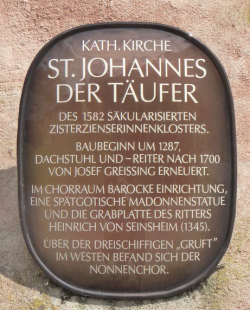 KATH. KIRCHE
ST. JOHANNES
DER TÄUFER
DES 1582 SÄKULARISIERTEN
ZISTERZIENSERINNENKLOSTERS.
BAUBEGINN UM 1287,
DACHSTUHL UND -REITER NACH 1700
VON JOSEF GREISSING ERNEUERT.
IM CHORRAUM BAROCKE EINRICHTUNG,
EINE SPÄTGOTISCHE MADONNENSTATUE
UND DIE GRABPLATTE DES RITTERS
HEINRICH VON SEINSHEIM (1345).
ÜBER DER DREISCHIFFIGEN „GRUFT"
IM WESTEN BEFAND SICH DER
NONNENCHOR.